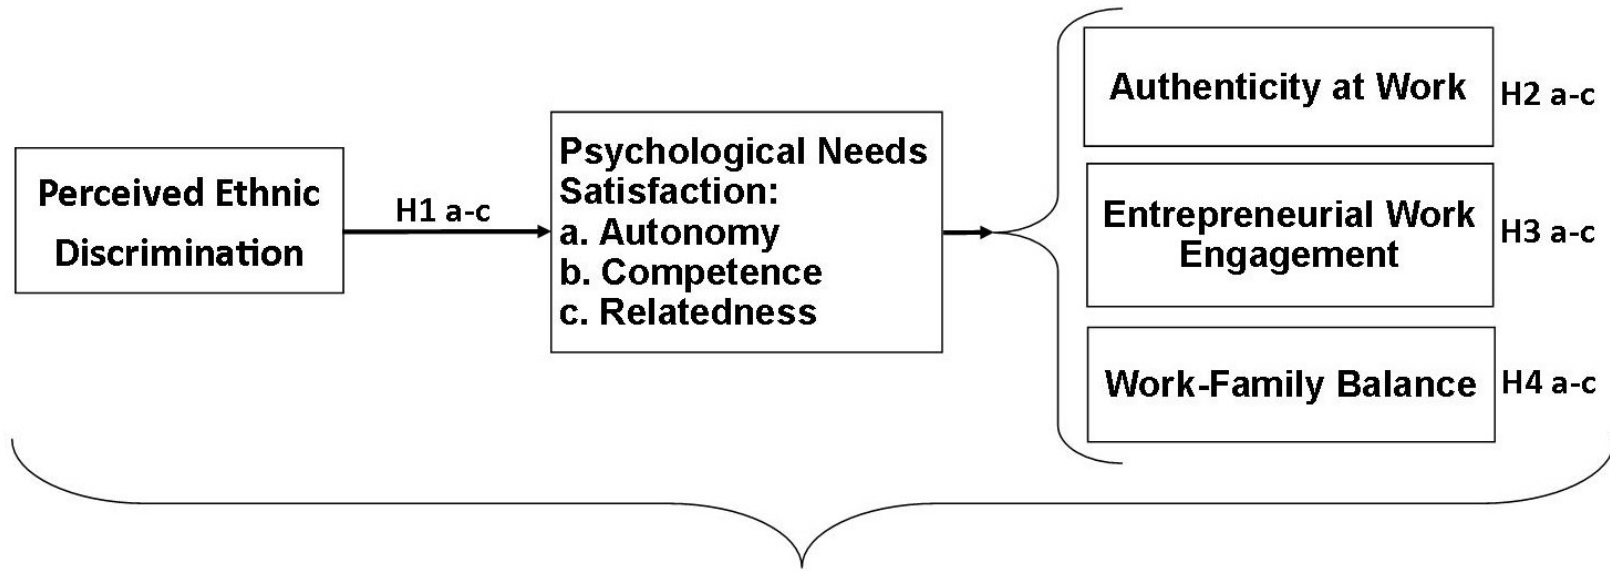 Perceived Ethnic
Discrimination
H1 a-c
Psychological Needs
Satisfaction:
a. Autonomy
b. Competence
c. Relatedness
Authenticity at Work
H2 a-c
Entrepreneurial Work
Engagement
H3 a-c
Work-Family Balance
H4 a-c